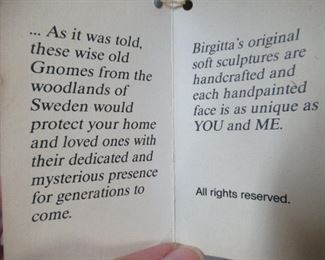 ... As it was told,
these wise old
Gnomes from the
woodlands of
Sweden would
protect your home
and loved ones with
their dedicated and
mysterious presence
for generations to
come.
Birgitta's original
soft sculptures are
handcrafted and
each handpainted
face is as unique as
YOU and ME.
All rights reserved.